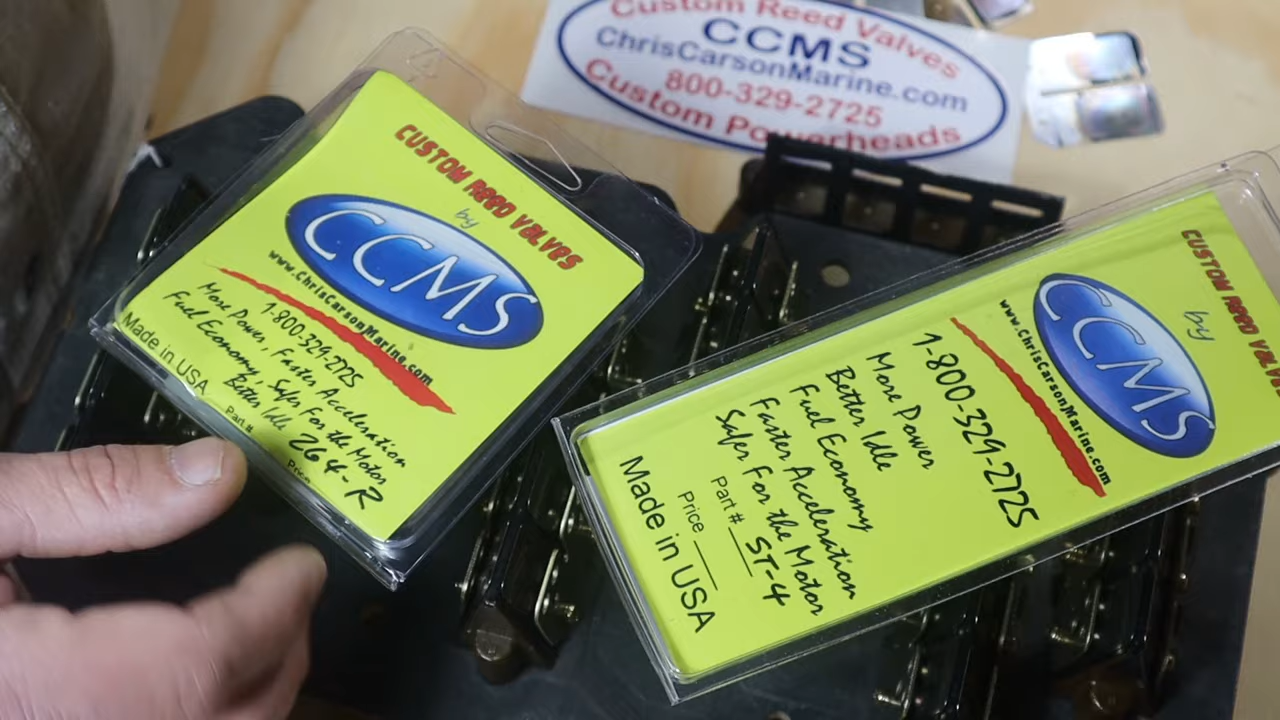 Custom Reed Valves
CCMS
ChrisCarsonMarine.com
800-329-2725
Custom Powerheads
CUSTOM REED VALVES
by
CCMS
www.ChrisCarsonMarine.com
1-800-329-2725
More Power, Faster Acceleration
Fuel Economy, Safer For the Motor
Better Idle
Made in USA
Part # 264-R
Price
CUSTOM REED VALVES
by
CCMS
www.ChrisCarsonMarine.com
1-800-329-2725
More Power
Better Idle
Fuel Economy
Faster Acceleration
Safer For the Motor
Part # ST-4
Price
Made in USA